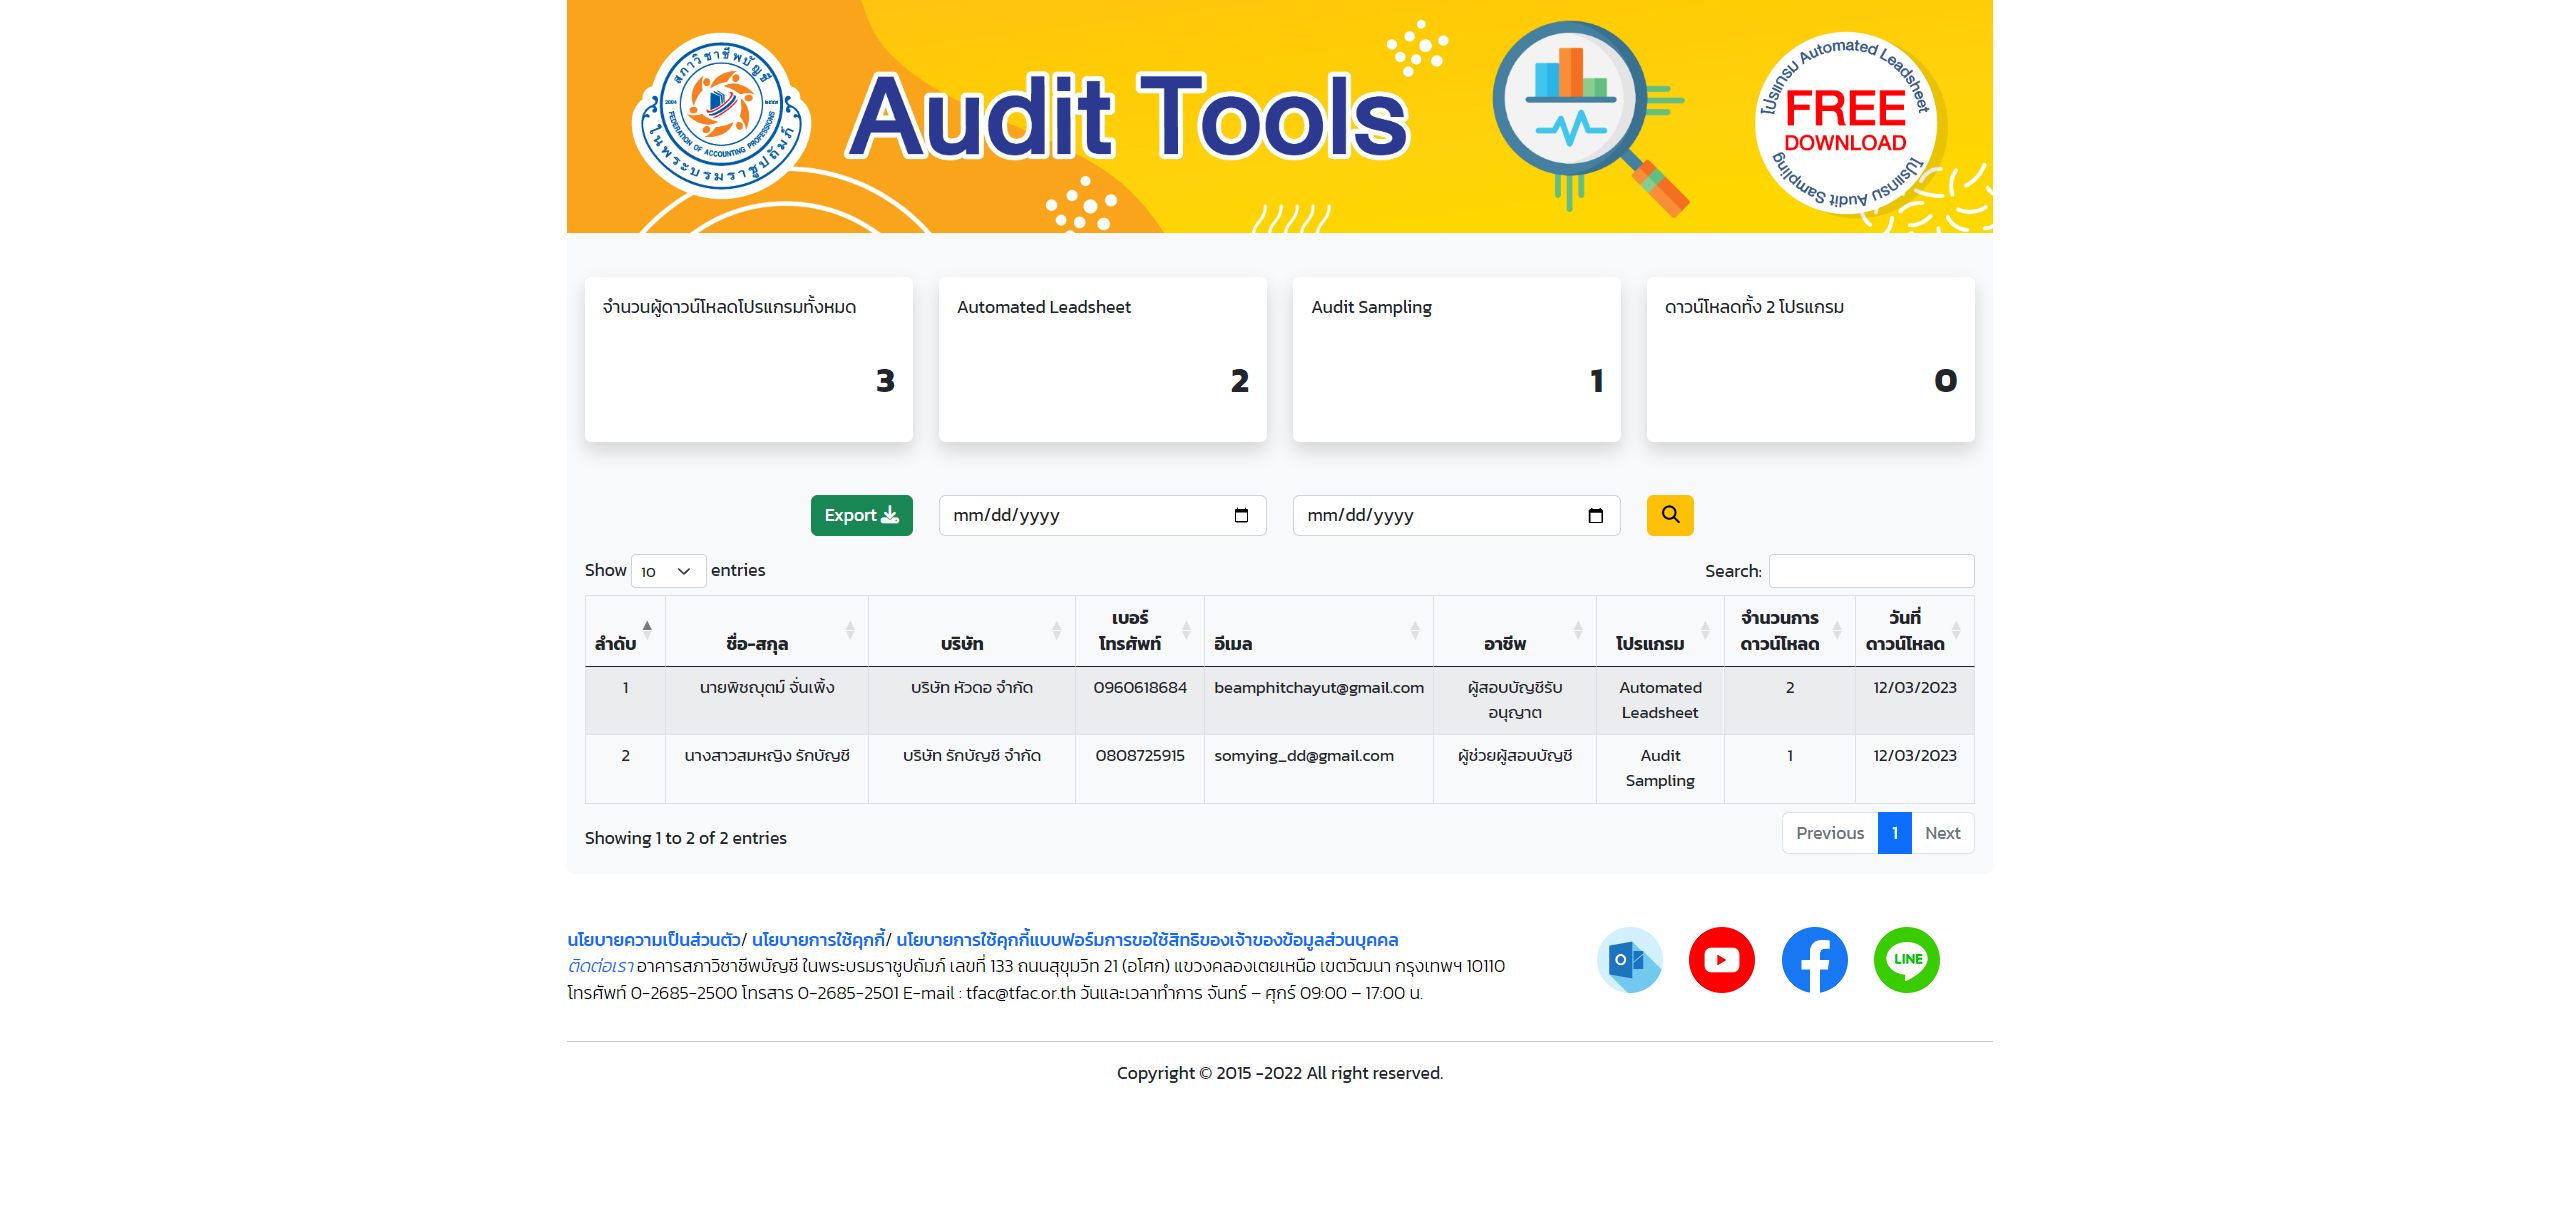 สภาวิชาชีพบัญชี
2004 ๒๕๔๗
FEDERATION OF ACCOUNTING PROFESSIONS
ในพระบรมราชูปถัมภ์
Audit Tools
โปรแกรม Automated Leadsheet
FREE
DOWNLOAD
โปรแกรม Audit Sampling
จำนวนผู้ดาวน์โหลดโปรแกรมทั้งหมด
3
Automated Leadsheet
2
Audit Sampling
1
ดาวน์โหลดทั้ง 2 โปรแกรม
0
Export mm/dd/yyyy mm/dd/yyyy
Show 10 entries Search:
ลำดับ ชื่อ-สกุล บริษัท เบอร์โทรศัพท์ อีเมล อาชีพ โปรแกรม จำนวนการดาวน์โหลด วันที่ดาวน์โหลด
1 นายพิชญุตม์ จั่นเพิ้ง บริษัท หัวดอ จำกัด 0960618684 beamphitchayut@gmail.com ผู้สอบบัญชีรับอนุญาต Automated Leadsheet 2 12/03/2023
2 นางสาวสมหญิง รักบัญชี บริษัท รักบัญชี จำกัด 0808725915 somying_dd@gmail.com ผู้ช่วยผู้สอบบัญชี Audit Sampling 1 12/03/2023
Showing 1 to 2 of 2 entries Previous 1 Next
นโยบายความเป็นส่วนตัว/ นโยบายการใช้คุกกี้/ นโยบายการใช้คุกกี้แบบฟอร์มการขอใช้สิทธิของเจ้าของข้อมูลส่วนบุคคล
ติดต่อเรา อาคารสภาวิชาชีพบัญชี ในพระบรมราชูปถัมภ์ เลขที่ 133 ถนนสุขุมวิท 21 (อโศก) แขวงคลองเตยเหนือ เขตวัฒนา กรุงเทพฯ 10110
โทรศัพท์ 0-2685-2500 โทรสาร 0-2685-2501 E-mail : tfac@tfac.or.th วันและเวลาทำการ จันทร์ – ศุกร์ 09:00 – 17:00 น.
LINE
Copyright © 2015 -2022 All right reserved.